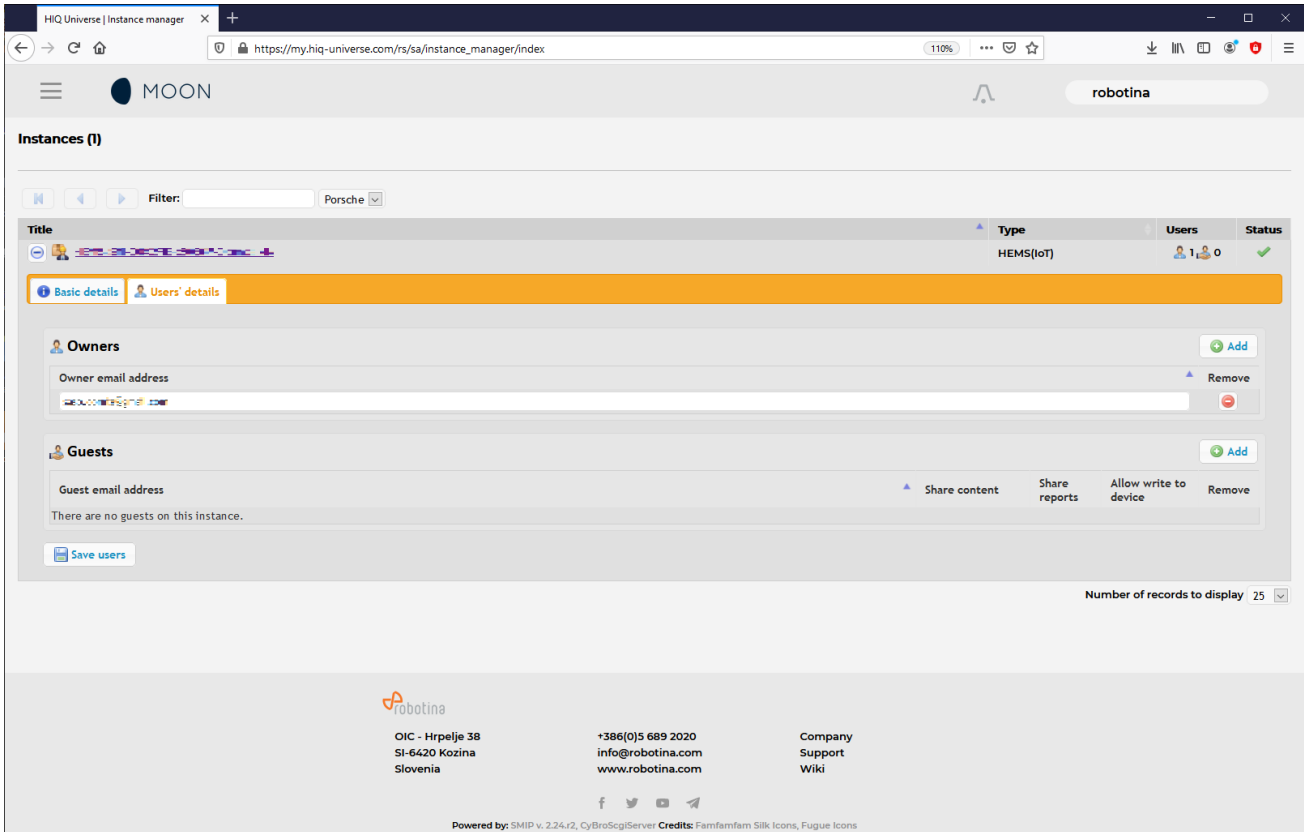 HIQ Universe | Instance manager
https://my.hiq-universe.com/rs/sa/instance_manager/index
110%
MOON
robotina
Instances (1)
Filter:
Porsche
Title
Type
Users
Status
HEMS(IoT)
1
0
Basic details
Users' details
Owners
Add
Owner email address
Remove
Guests
Add
Guest email address
Share content
Share reports
Allow write to device
Remove
There are no guests on this instance.
Save users
Number of records to display 25
robotina
OIC - Hrpelje 38
SI-6420 Kozina
Slovenia
+386(0)5 689 2020
info@robotina.com
www.robotina.com
Company
Support
Wiki
Powered by: SMIP v. 2.24.r2, CyBroScgiServer Credits: Famfamfam Silk Icons, Fugue Icons